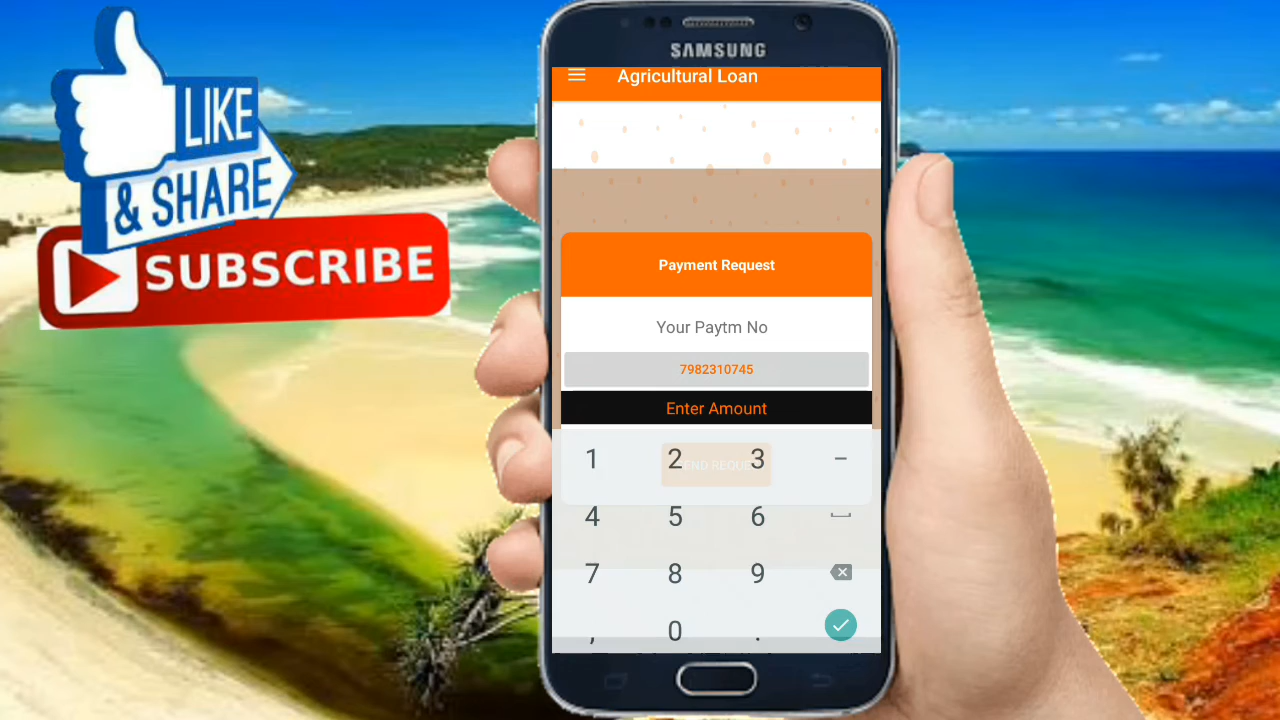 LIKE
& SHARE
SUBSCRIBE
SAMSUNG
Agricultural Loan
Payment Request
Your Paytm No
7982310745
Enter Amount
1 2 3 –
4 5 6
7 8 9
, 0 .